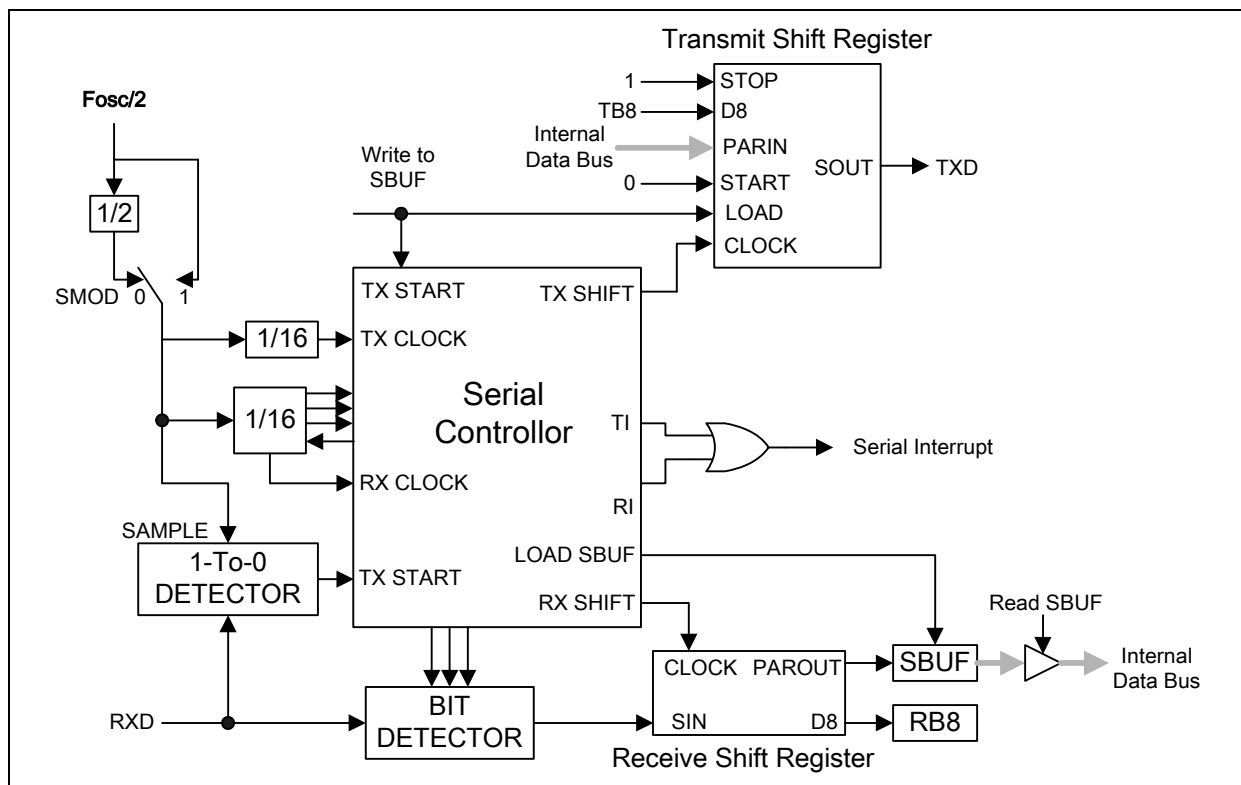 Transmit Shift Register
1
STOP
TB8
D8
Internal
Data Bus
PARIN
0
START
LOAD
CLOCK
SOUT
TXD
Fosc/2
1/2
SMOD
0
1
Write to
SBUF
TX START
TX SHIFT
1/16
TX CLOCK
1/16
RX CLOCK
Serial
Controllor
TI
RI
Serial Interrupt
SAMPLE
1-To-0
DETECTOR
TX START
LOAD SBUF
RX SHIFT
Read SBUF
CLOCK
PAROUT
SBUF
Internal
Data Bus
RXD
BIT
DETECTOR
SIN
D8
RB8
Receive Shift Register